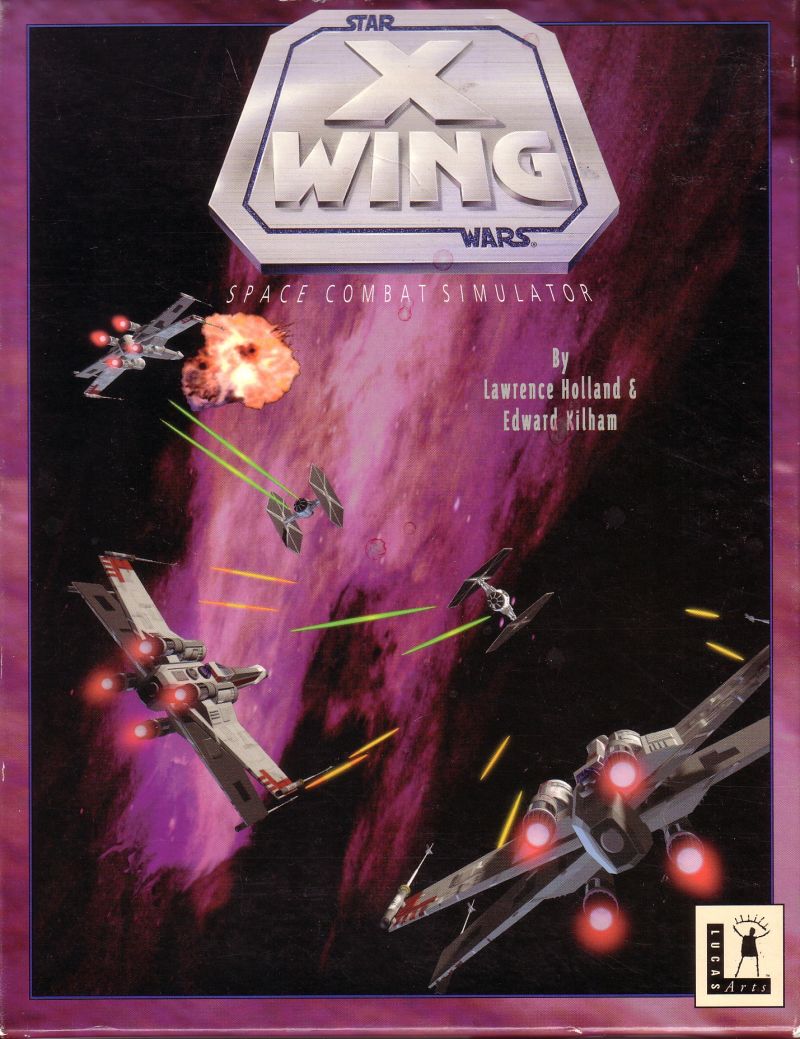 STAR
X
WING
WARS®
SPACE COMBAT SIMULATOR
By
Lawrence Holland &
Edward Kilham
LUCAS
Arts